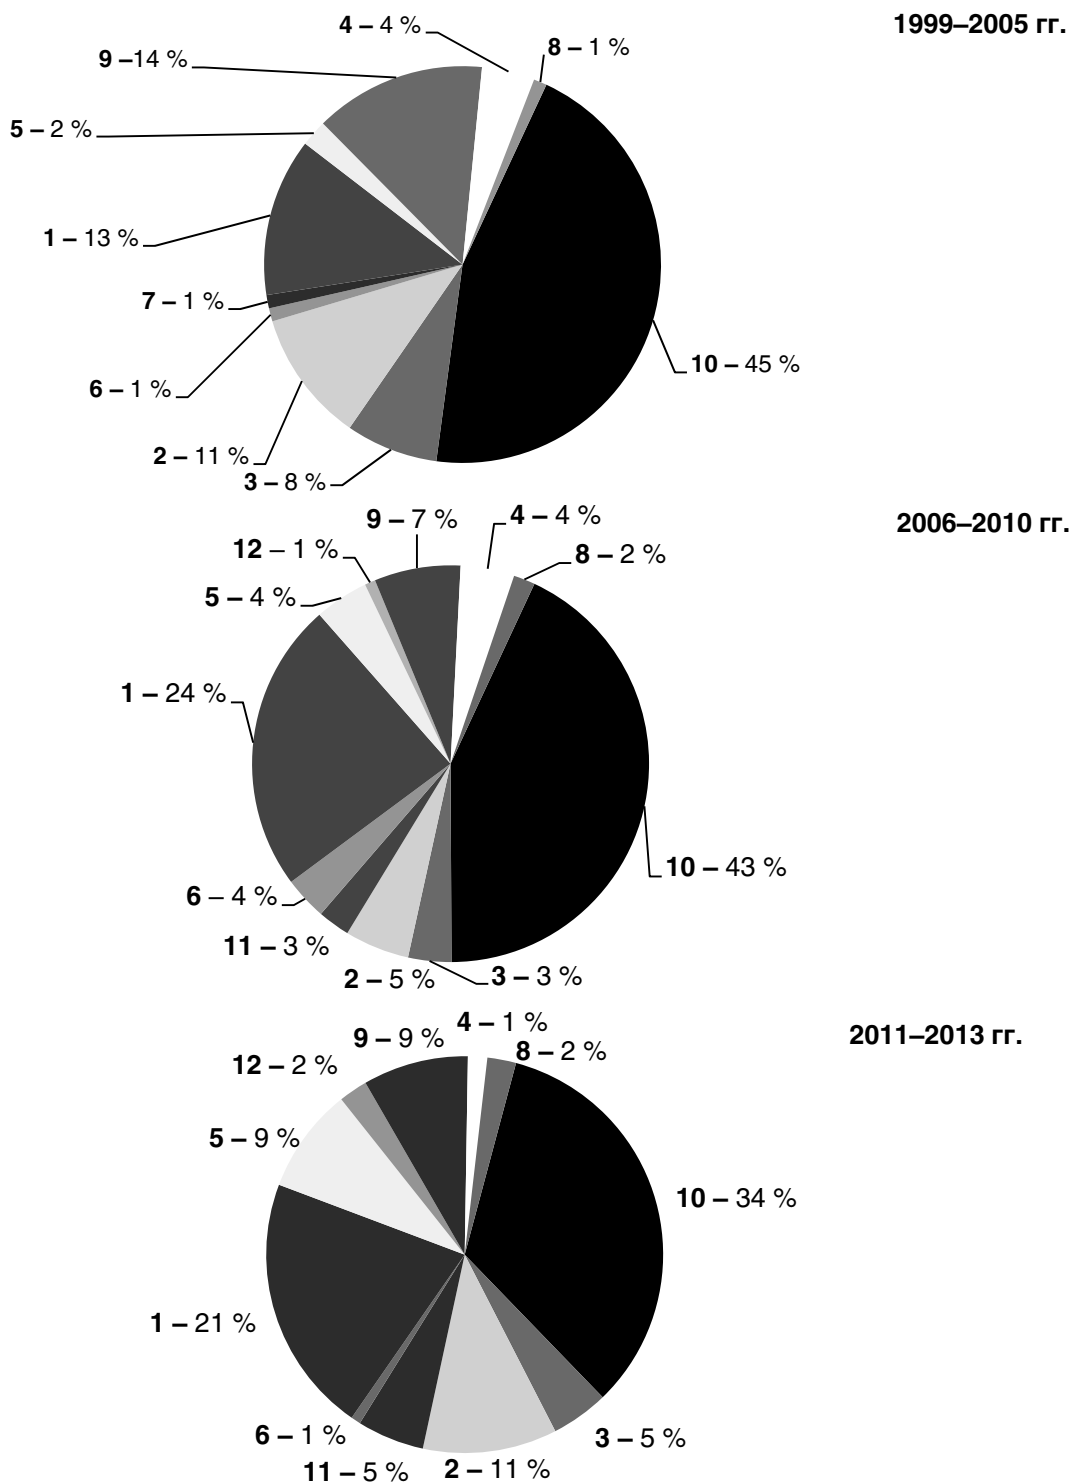 1999–2005 гг.
4 – 4 %
8 – 1 %
9 –14 %
5 – 2 %
1 – 13 %
7 – 1 %
10 – 45 %
6 – 1 %
2 – 11 %
3 – 8 %
2006–2010 гг.
9 – 7 %
4 – 4 %
12 – 1 %
8 – 2 %
5 – 4 %
1 – 24 %
10 – 43 %
6 – 4 %
11 – 3 %
2 – 5 %
3 – 3 %
2011–2013 гг.
4 – 1 %
9 – 9 %
8 – 2 %
12 – 2 %
5 – 9 %
10 – 34 %
1 – 21 %
6 – 1 %
3 – 5 %
11 – 5 %
2 – 11 %